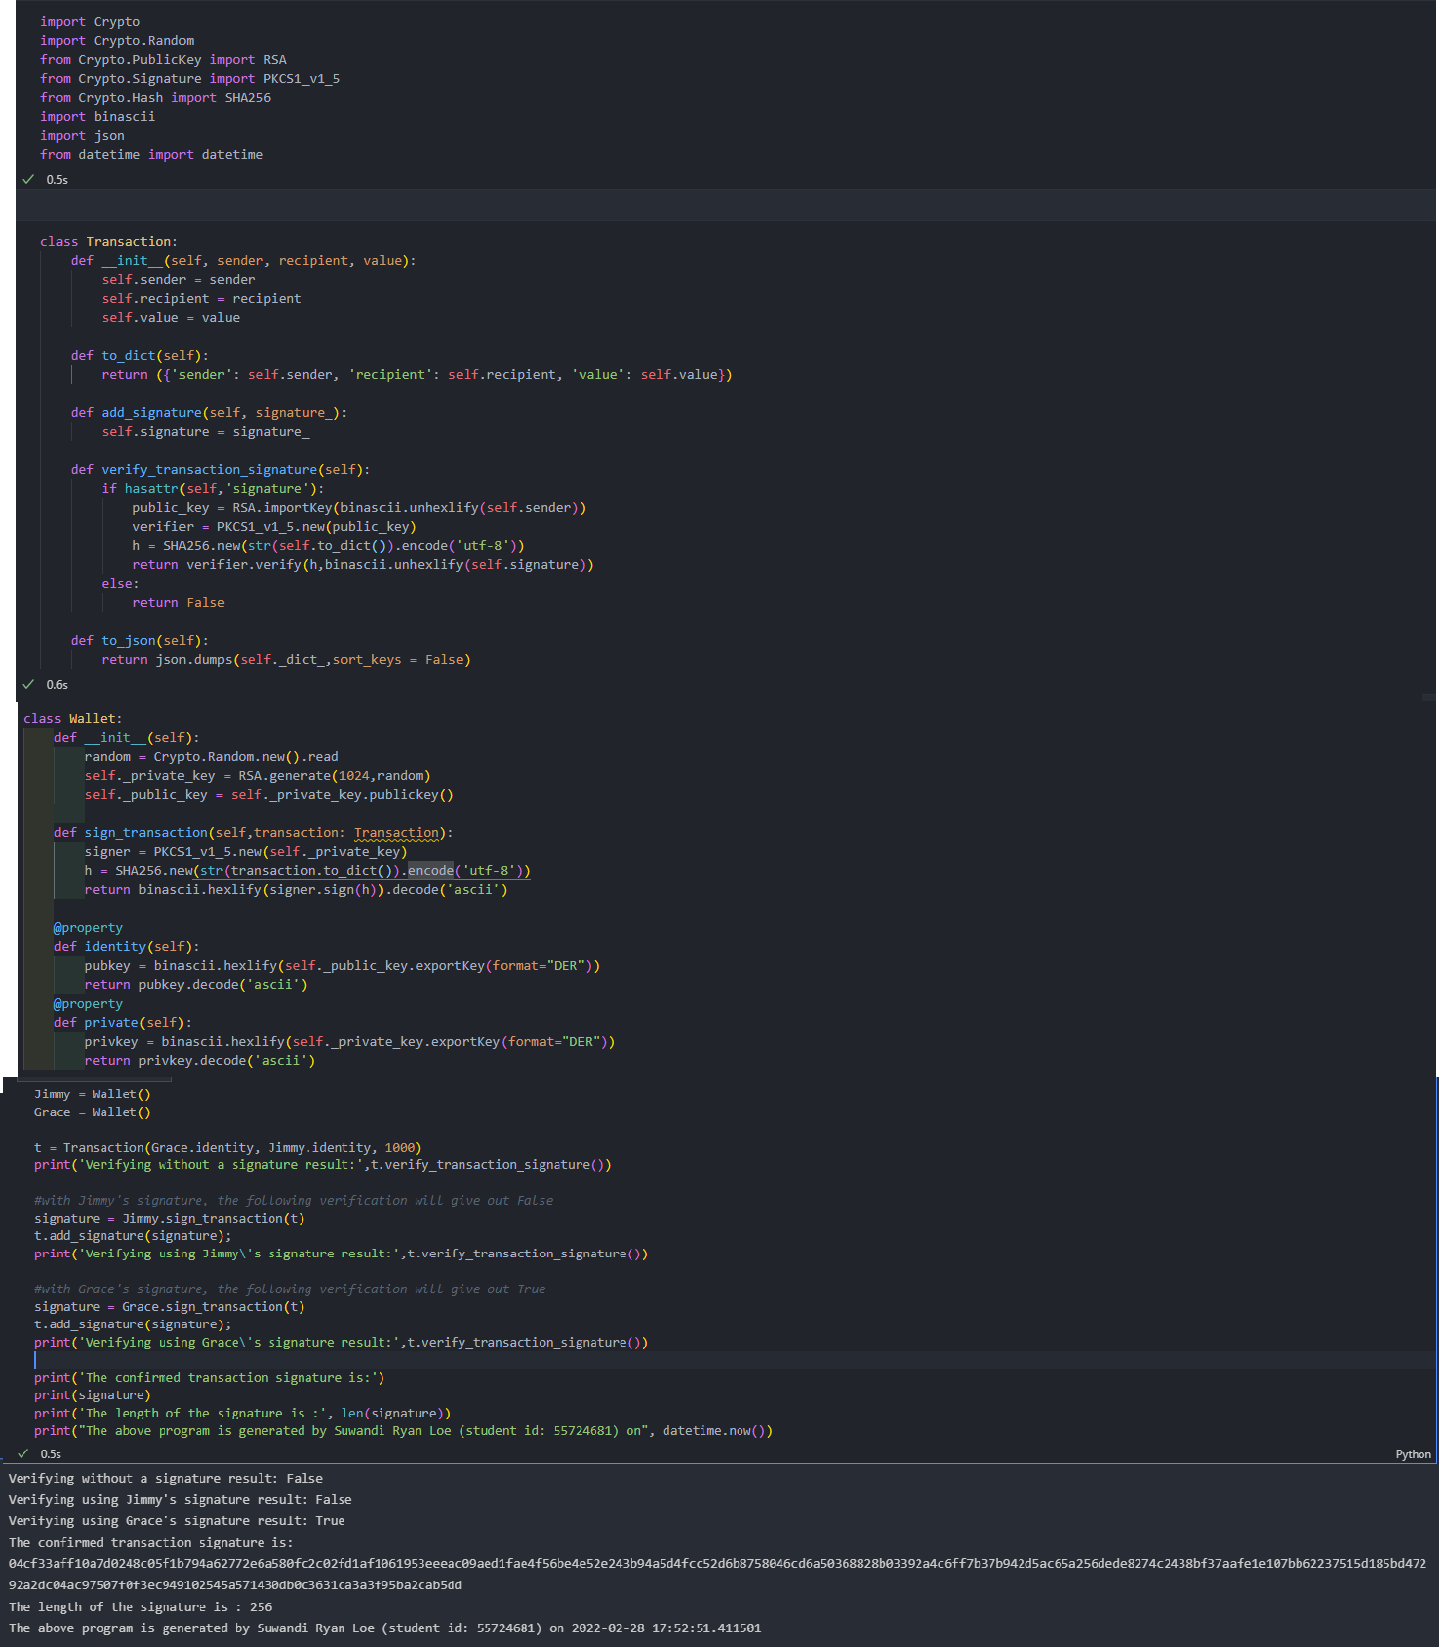 import Crypto
import Crypto.Random
from Crypto.PublicKey import RSA
from Crypto.Signature import PKCS1_v1_5
from Crypto.Hash import SHA256
import binascii
import json
from datetime import datetime
0.5s
class Transaction:
    def __init__(self, sender, recipient, value):
        self.sender = sender
        self.recipient = recipient
        self.value = value
    def to_dict(self):
        return ({'sender': self.sender, 'recipient': self.recipient, 'value': self.value})
    def add_signature(self, signature_):
        self.signature = signature_
    def verify_transaction_signature(self):
        if hasattr(self,'signature'):
            public_key = RSA.importKey(binascii.unhexlify(self.sender))
            verifier = PKCS1_v1_5.new(public_key)
            h = SHA256.new(str(self.to_dict()).encode('utf-8'))
            return verifier.verify(h,binascii.unhexlify(self.signature))
        else:
            return False
    def to_json(self):
        return json.dumps(self._dict_,sort_keys = False)
0.6s
class Wallet:
    def __init__(self):
        random = Crypto.Random.new().read
        self._private_key = RSA.generate(1024,random)
        self._public_key = self._private_key.publickey()
    def sign_transaction(self,transaction: Transaction):
        signer = PKCS1_v1_5.new(self._private_key)
        h = SHA256.new(str(transaction.to_dict()).encode('utf-8'))
        return binascii.hexlify(signer.sign(h)).decode('ascii')
    @property
    def identity(self):
        pubkey = binascii.hexlify(self._public_key.exportKey(format="DER"))
        return pubkey.decode('ascii')
    @property
    def private(self):
        privkey = binascii.hexlify(self._private_key.exportKey(format="DER"))
        return privkey.decode('ascii')
Jimmy = Wallet()
Grace = Wallet()
t = Transaction(Grace.identity, Jimmy.identity, 1000)
print('Verifying without a signature result:',t.verify_transaction_signature())
#with Jimmy's signature, the following verification will give out False
signature = Jimmy.sign_transaction(t)
t.add_signature(signature);
print('Verifying using Jimmy\'s signature result:',t.verify_transaction_signature())
#with Grace's signature, the following verification will give out True
signature = Grace.sign_transaction(t)
t.add_signature(signature);
print('Verifying using Grace\'s signature result:',t.verify_transaction_signature())
print('The confirmed transaction signature is:')
print(signature)
print('The length of the signature is :', len(signature))
print("The above program is generated by Suwandi Ryan Loe (student id: 55724681) on", datetime.now())
0.5s
Python
Verifying without a signature result: False
Verifying using Jimmy's signature result: False
Verifying using Grace's signature result: True
The confirmed transaction signature is:
The length of the signature is : 256
The above program is generated by Suwandi Ryan Loe (student id: 55724681) on 2022-02-28 17:52:51.411501